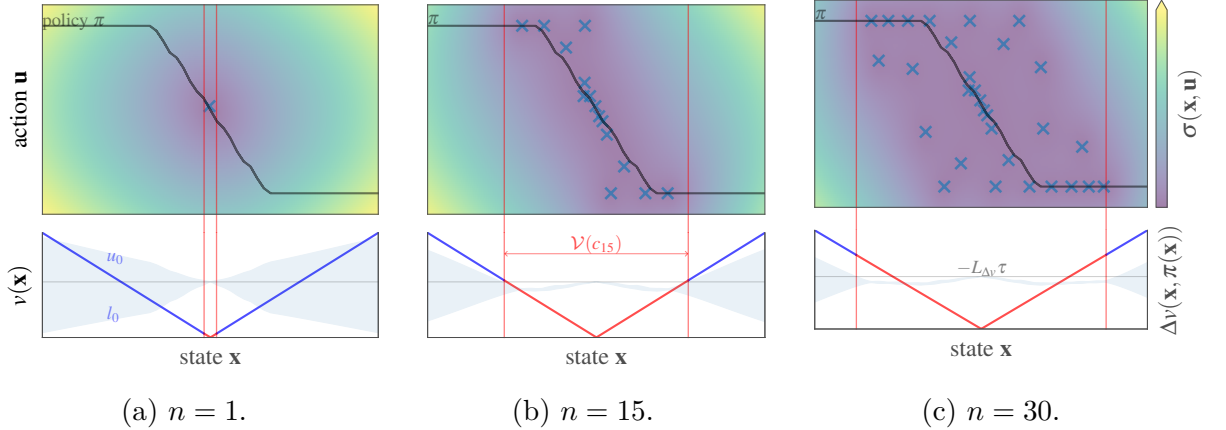 action u
policy π
π
π
σ(x, u)
v(x)
u₀
l₀
𝒱(c₁₅)
−L_Δv τ
Δv(x, π(x))
state x
state x
state x
(a) n = 1.
(b) n = 15.
(c) n = 30.